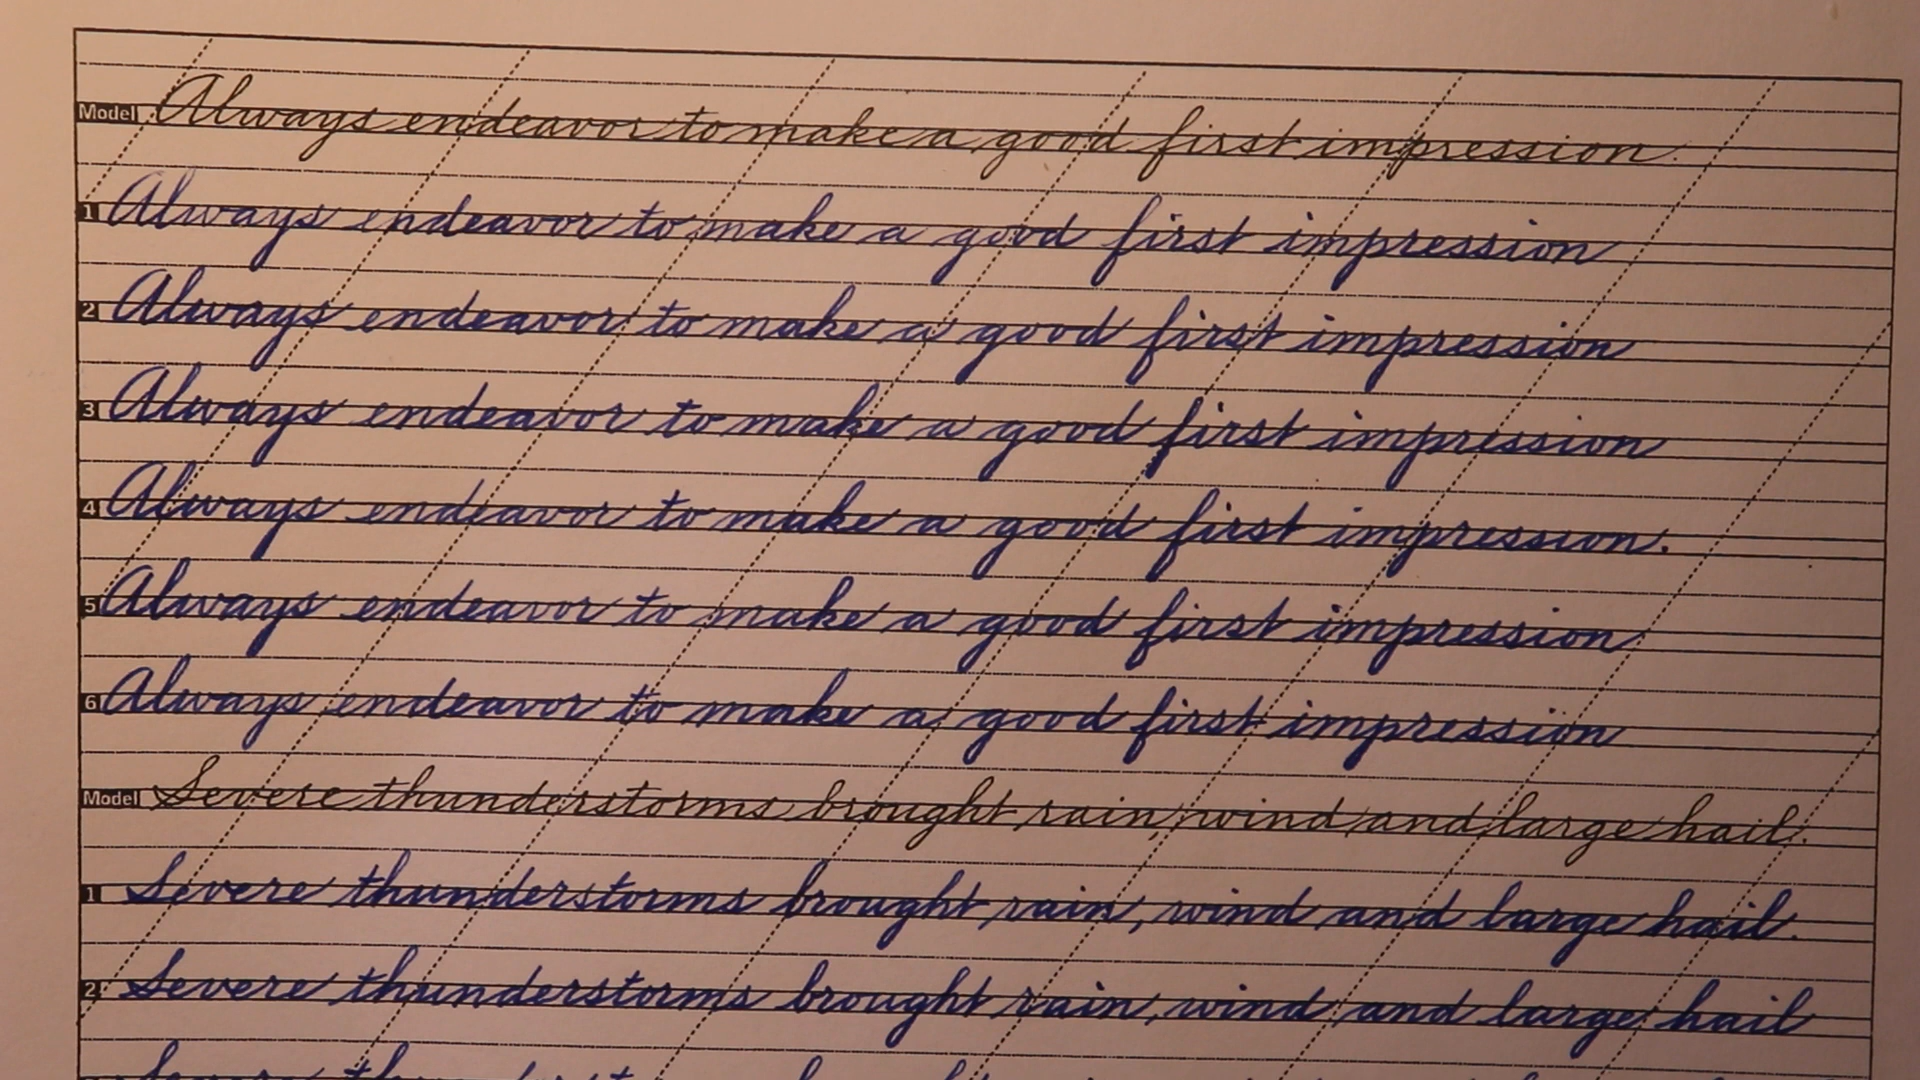 Model Always endeavor to make a good first impression.
1 Always endeavor to make a good first impression
2 Always endeavor to make a good first impression
3 Always endeavor to make a good first impression
4 Always endeavor to make a good first impression.
5 Always endeavor to make a good first impression
6 Always endeavor to make a good first impression
Model Severe thunderstorms brought rain, wind and large hail.
1 Severe thunderstorms brought rain, wind and large hail.
2 Severe thunderstorms brought rain, wind and large hail